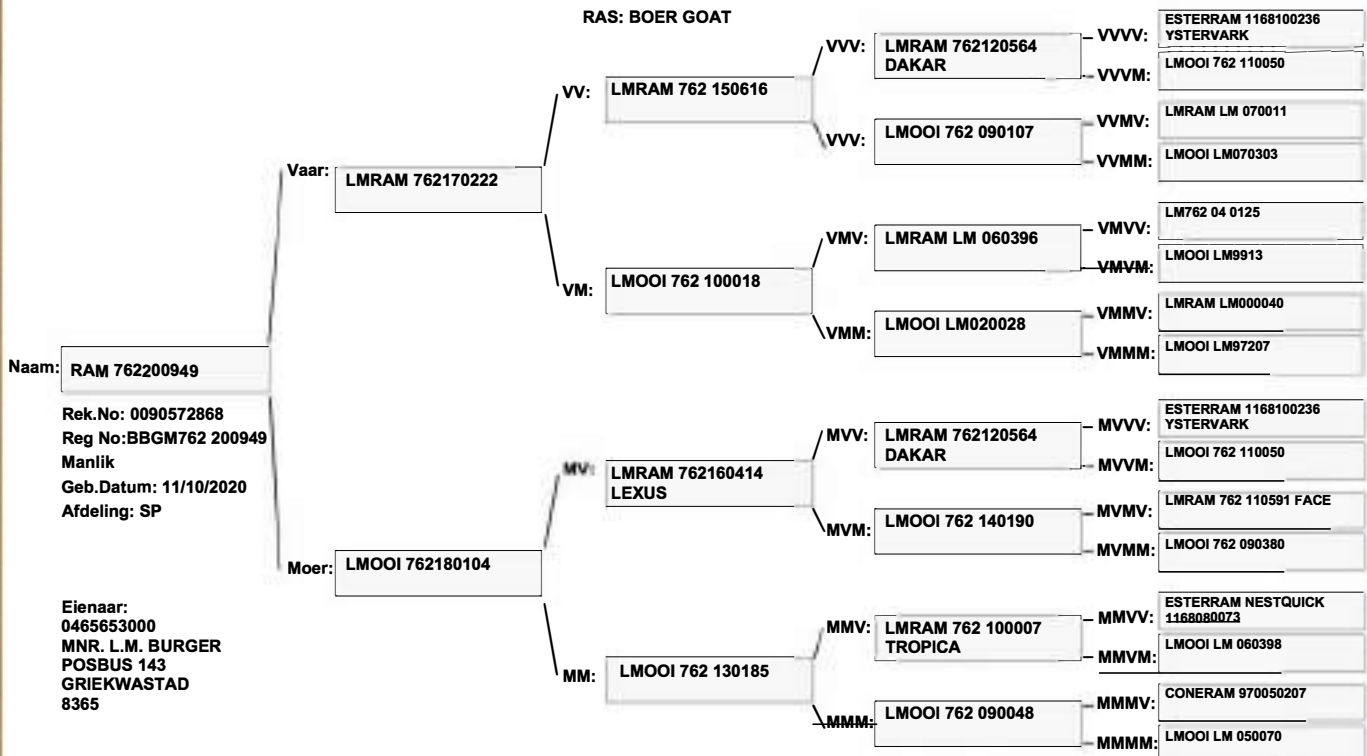 RAS: BOER GOAT
Naam: RAM 762200949
Rek.No: 0090572868
Reg No:BBGM762 200949
Manlik
Geb.Datum: 11/10/2020
Afdeling: SP
Eienaar:
0465653000
MNR. L.M. BURGER
POSBUS 143
GRIEKWASTAD
8365
Vaar: LMRAM 762170222
Moer: LMOOI 762180104
VV: LMRAM 762 150616
VM: LMOOI 762 100018
MV: LMRAM 762160414
LEXUS
MM: LMOOI 762 130185
VVV: LMRAM 762120564
DAKAR
VVV: LMOOI 762 090107
VMV: LMRAM LM 060396
VMM: LMOOI LM020028
MVV: LMRAM 762120564
DAKAR
MVM: LMOOI 762 140190
MMV: LMRAM 762 100007
TROPICA
MMM: LMOOI 762 090048
VVVV: ESTERRAM 1168100236
YSTERVARK
VVVM: LMOOI 762 110050
VVMV: LMRAM LM 070011
VVMM: LMOOI LM070303
VMVV: LM762 04 0125
VMVM: LMOOI LM9913
VMMV: LMRAM LM000040
VMMM: LMOOI LM97207
MVVV: ESTERRAM 1168100236
YSTERVARK
MVVM: LMOOI 762 110050
MVMV: LMRAM 762 110591 FACE
MVMM: LMOOI 762 090380
MMVV: ESTERRAM NESTQUICK
1168080073
MMVM: LMOOI LM 060398
MMMV: CONERAM 970050207
MMMM: LMOOI LM 050070